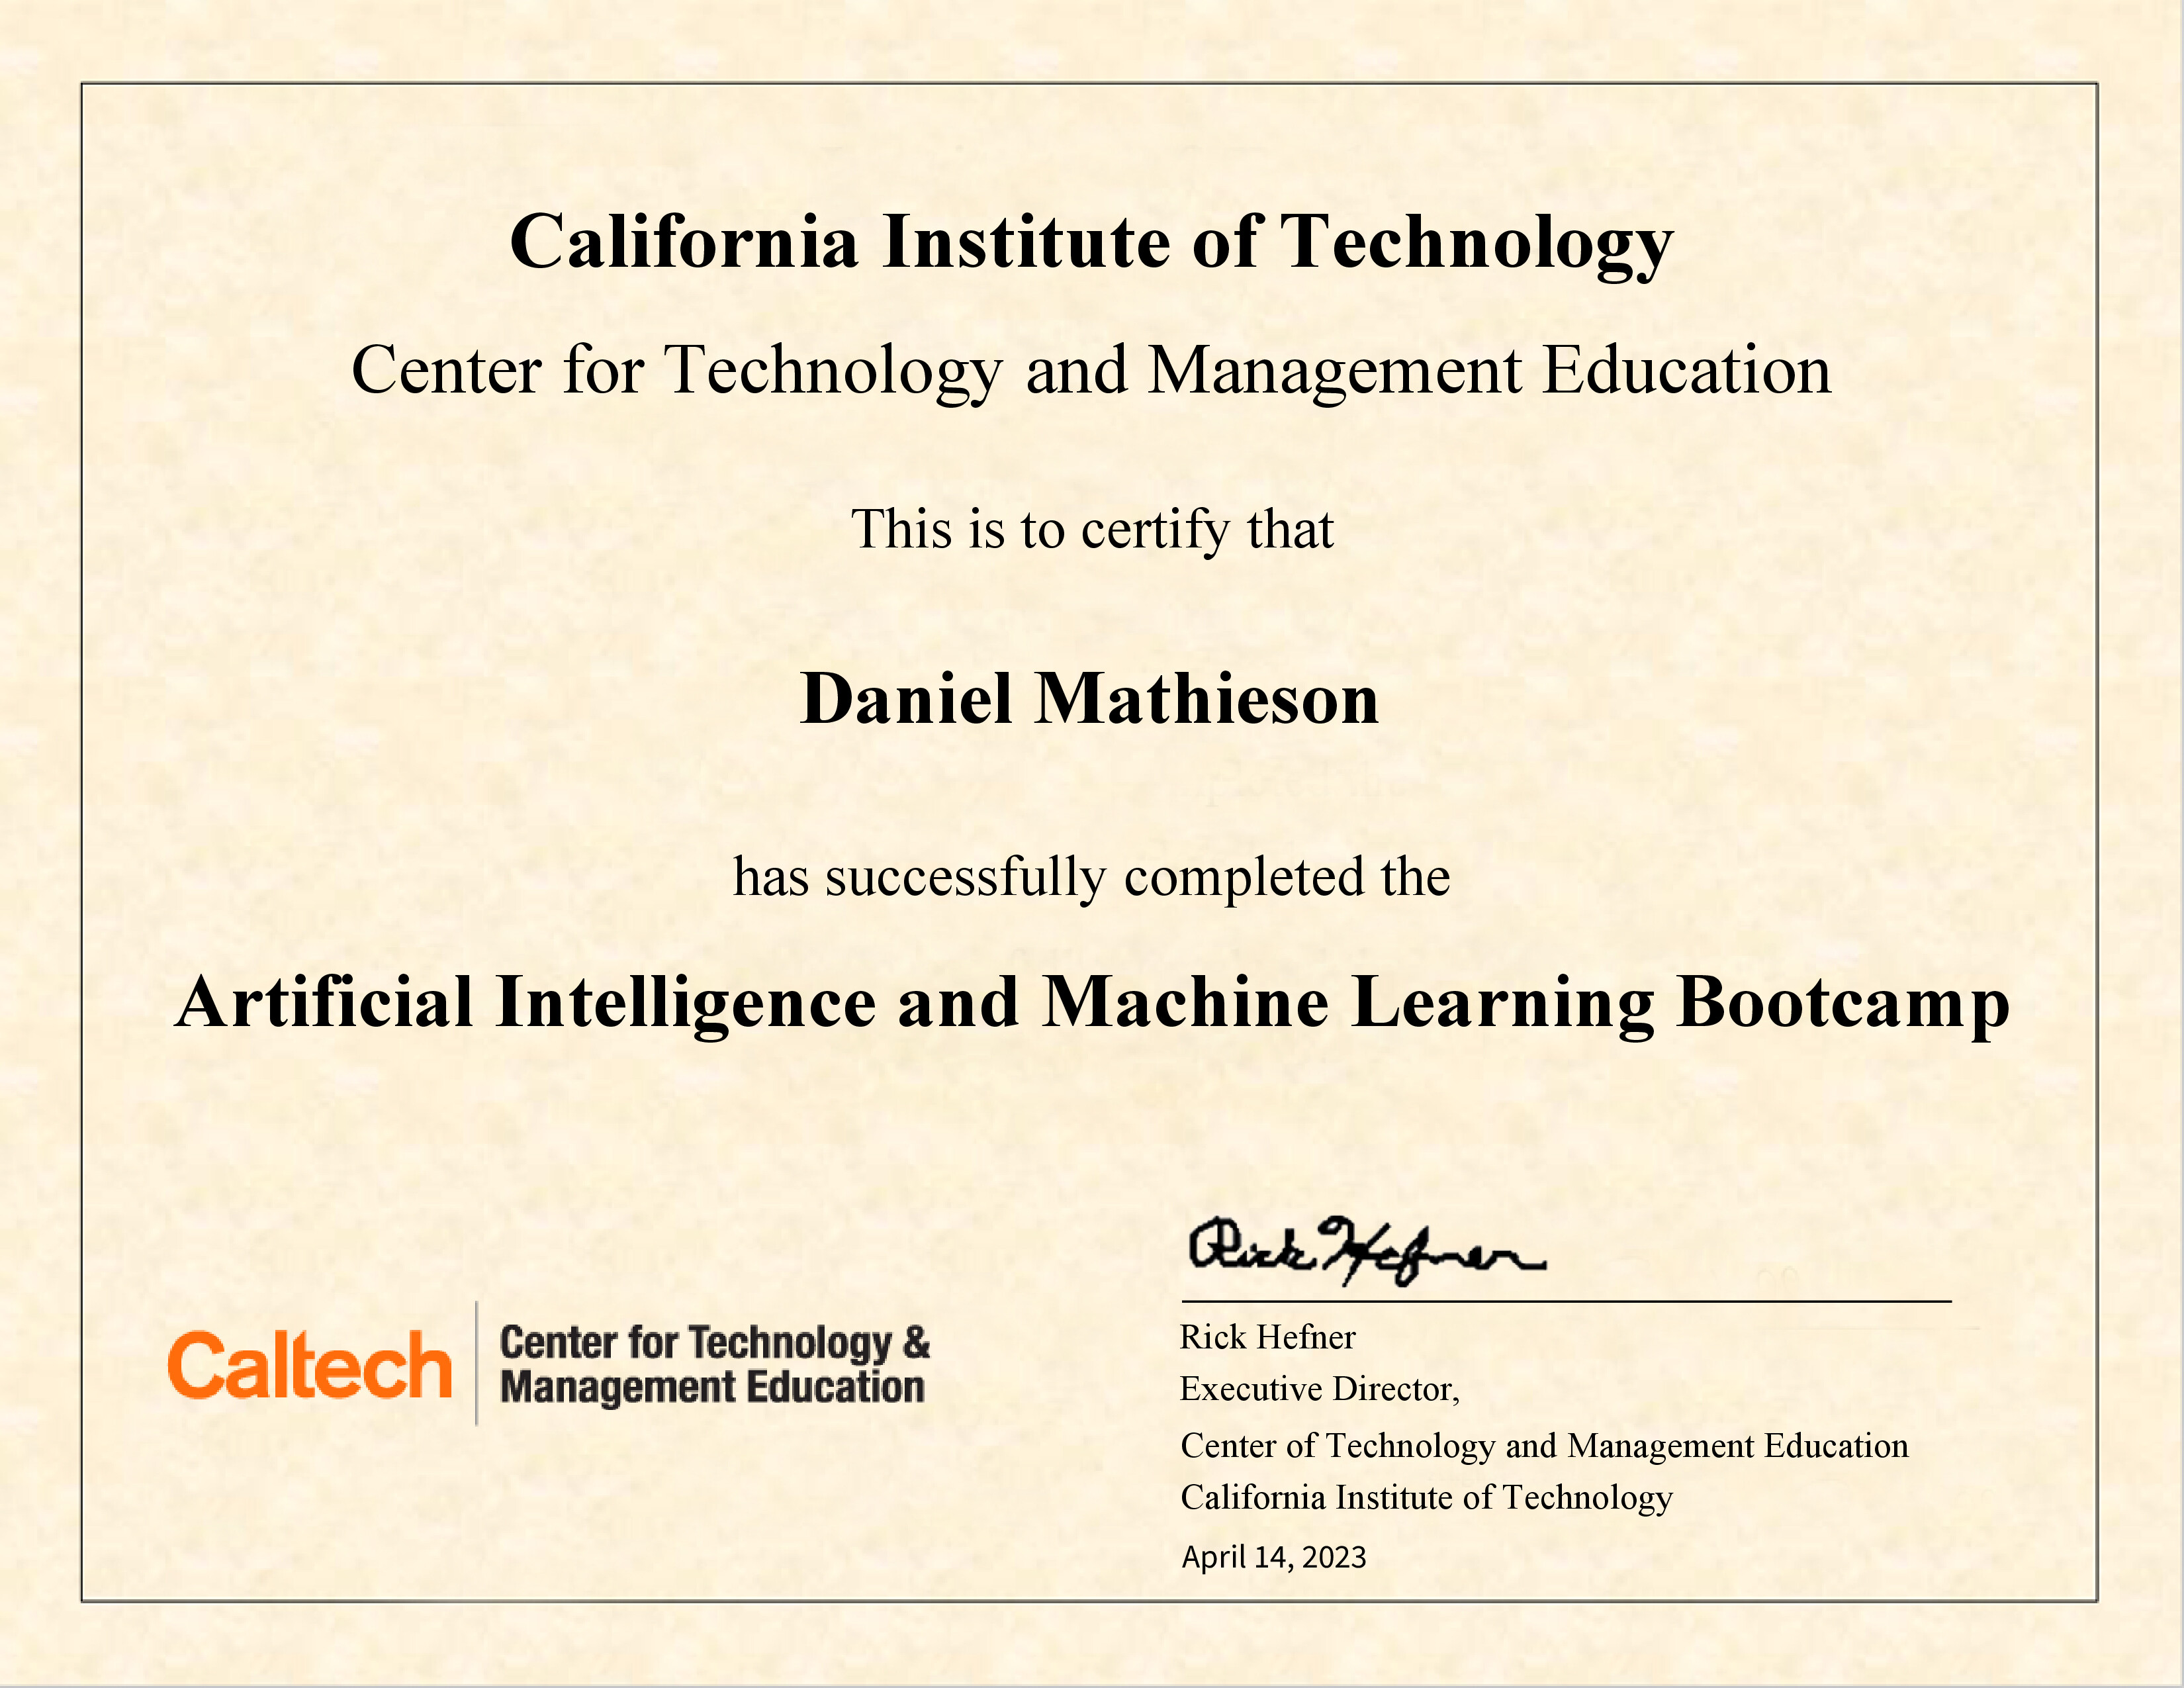 California Institute of Technology
Center for Technology and Management Education
This is to certify that
Daniel Mathieson
has successfully completed the
Artificial Intelligence and Machine Learning Bootcamp
Rick Hefner
Caltech
Center for Technology &
Management Education
Rick Hefner
Executive Director,
Center of Technology and Management Education
California Institute of Technology
April 14, 2023